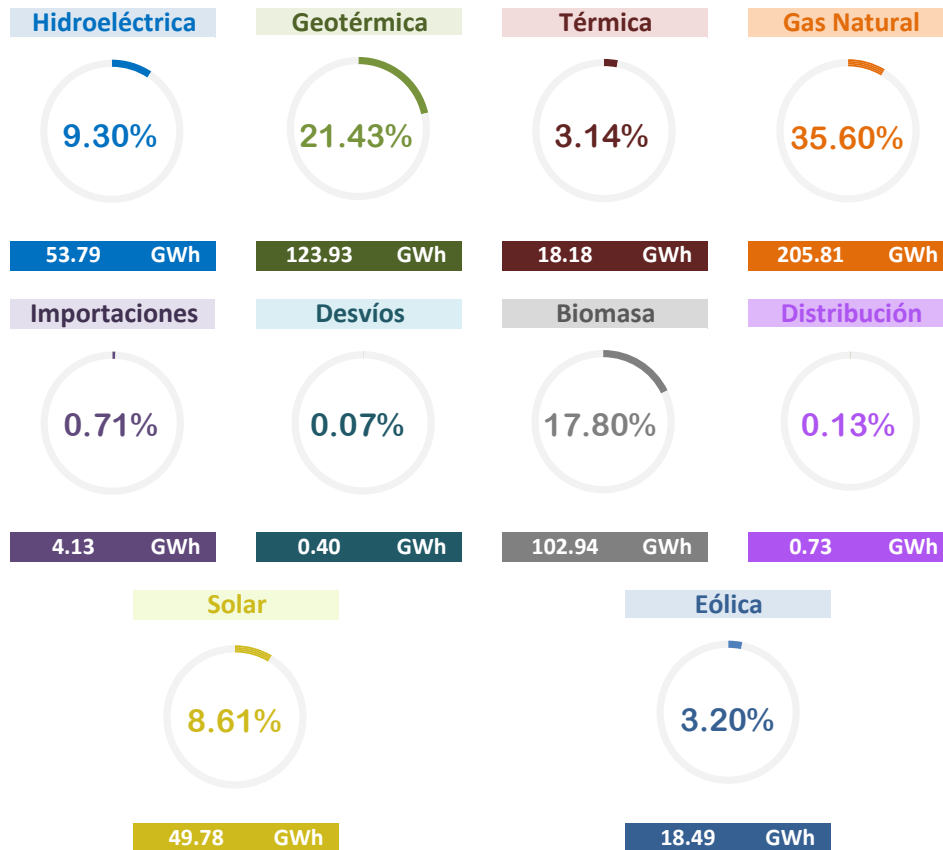 Hidroeléctrica Geotérmica Térmica Gas Natural
9.30% 21.43% 3.14% 35.60%
53.79 GWh 123.93 GWh 18.18 GWh 205.81 GWh
Importaciones Desvíos Biomasa Distribución
0.71% 0.07% 17.80% 0.13%
4.13 GWh 0.40 GWh 102.94 GWh 0.73 GWh
Solar Eólica
8.61% 3.20%
49.78 GWh 18.49 GWh